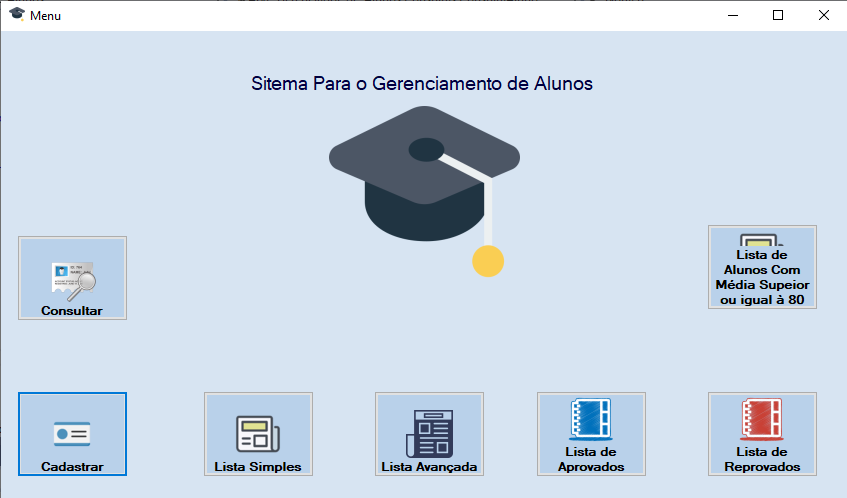 Menu
Sitema Para o Gerenciamento de Alunos
Consultar
Lista de
Alunos Com
Média Supeior
ou igual à 80
Cadastrar
Lista Simples
Lista Avançada
Lista de
Aprovados
Lista de
Reprovados